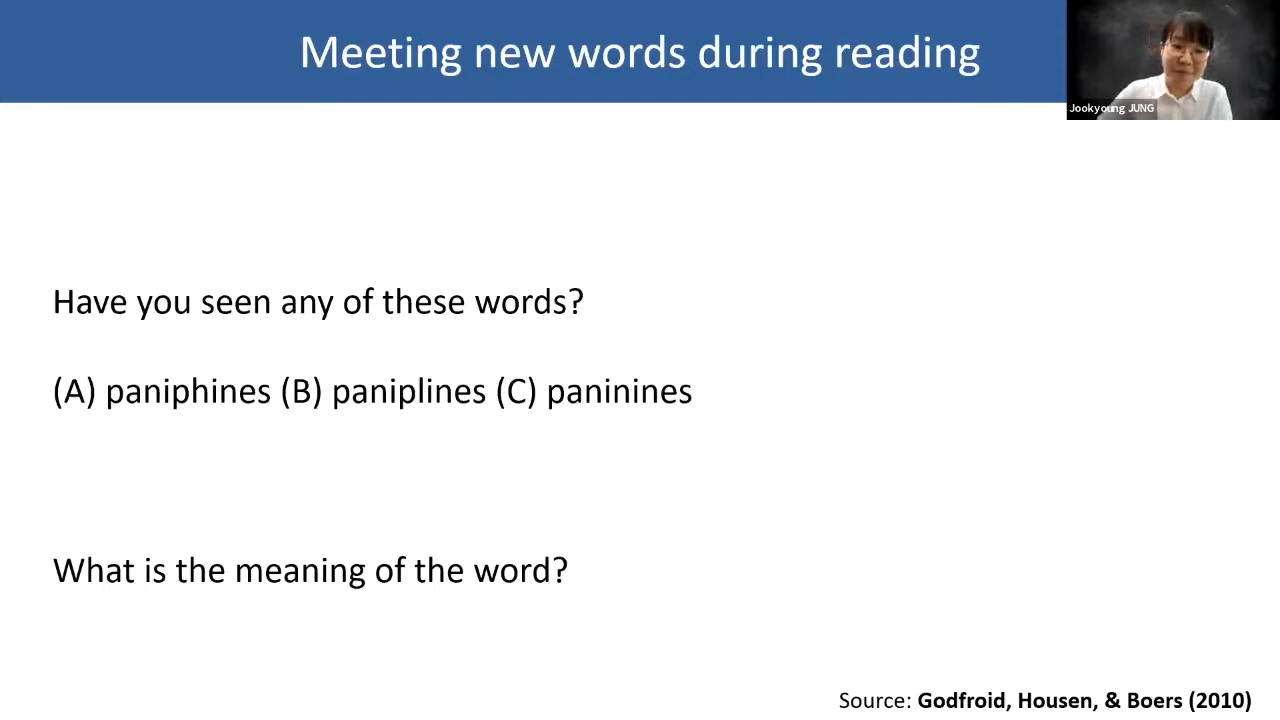 Meeting new words during reading
Jookyoung JUNG
Have you seen any of these words?
(A) paniphines (B) paniplines (C) paninines
What is the meaning of the word?
Source: Godfroid, Housen, & Boers (2010)